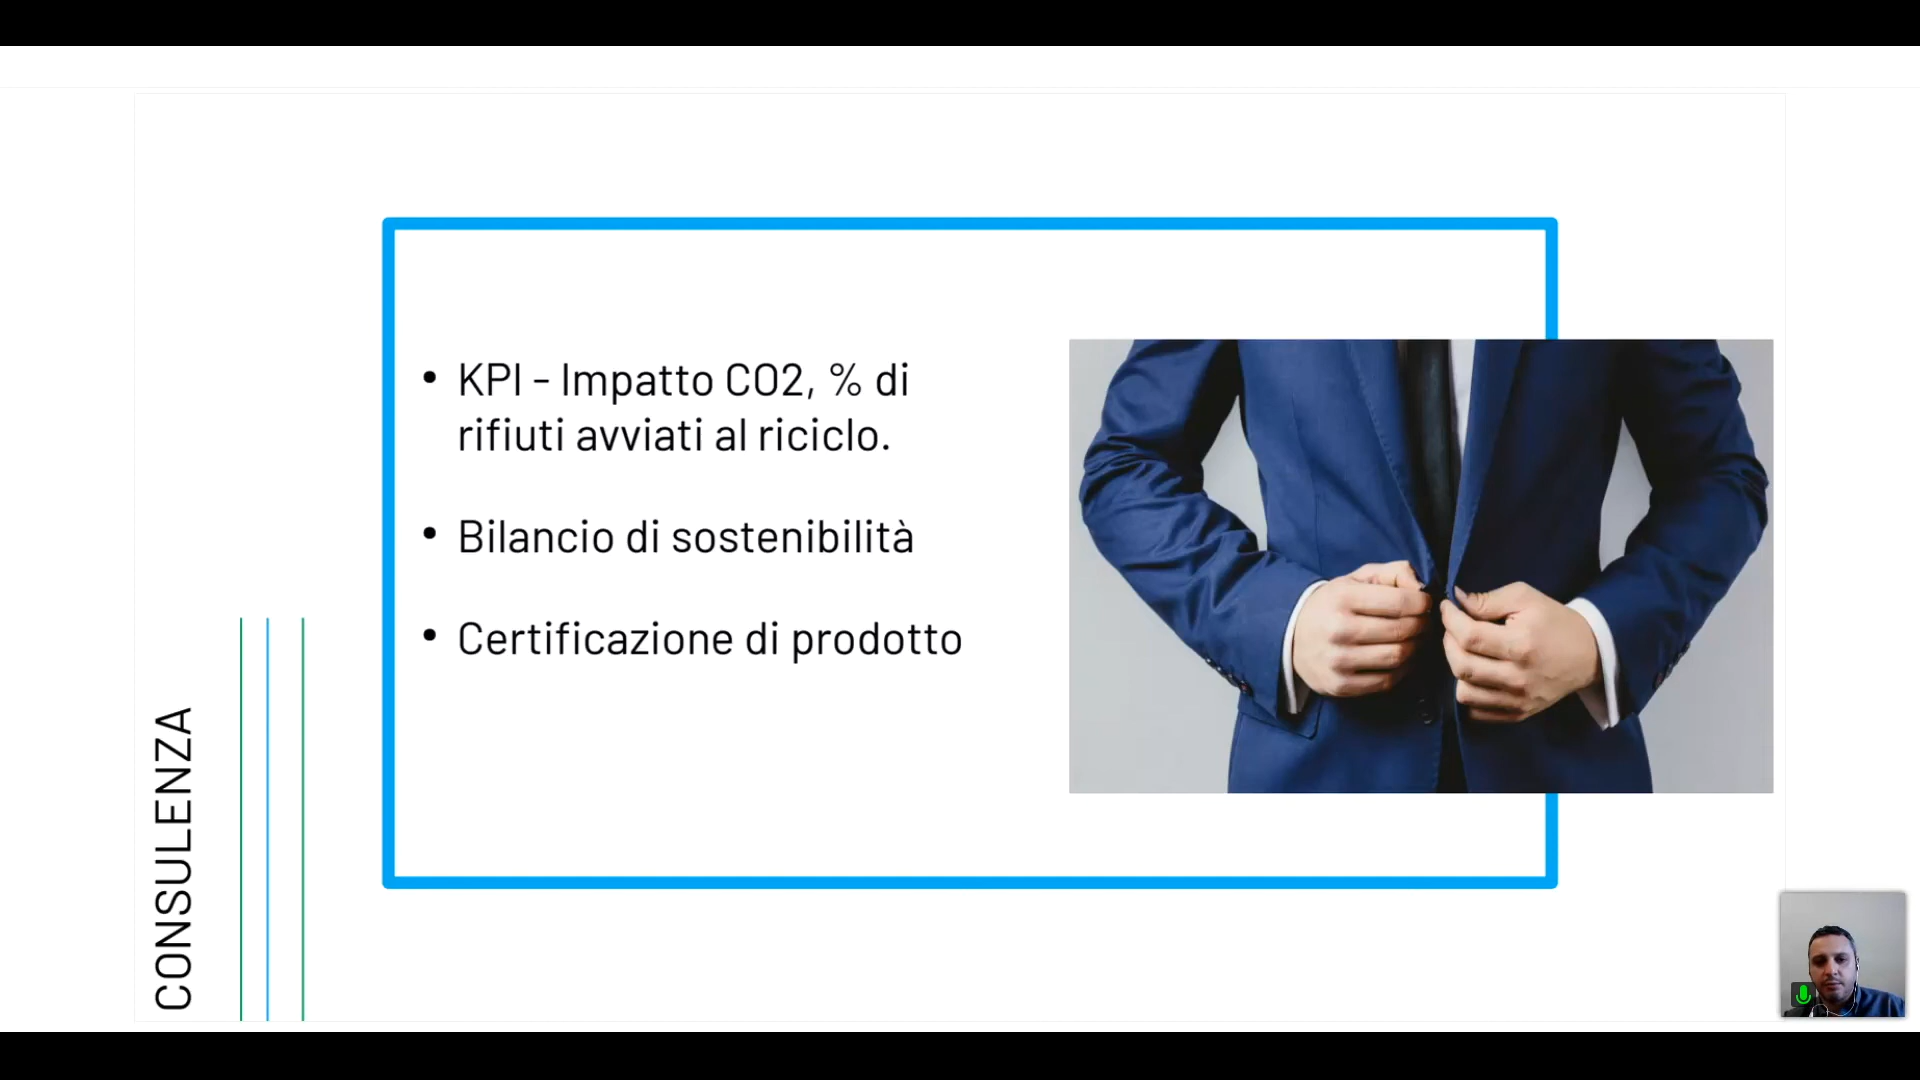 • KPI - Impatto CO2, % di
rifiuti avviati al riciclo.
• Bilancio di sostenibilità
• Certificazione di prodotto
CONSULENZA